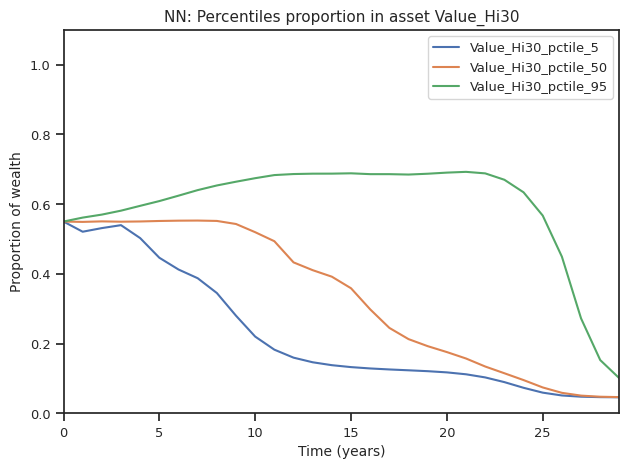 NN: Percentiles proportion in asset Value_Hi30
Value_Hi30_pctile_5
Value_Hi30_pctile_50
Value_Hi30_pctile_95
Proportion of wealth
1.0
0.8
0.6
0.4
0.2
0.0
0 5 10 15 20 25
Time (years)